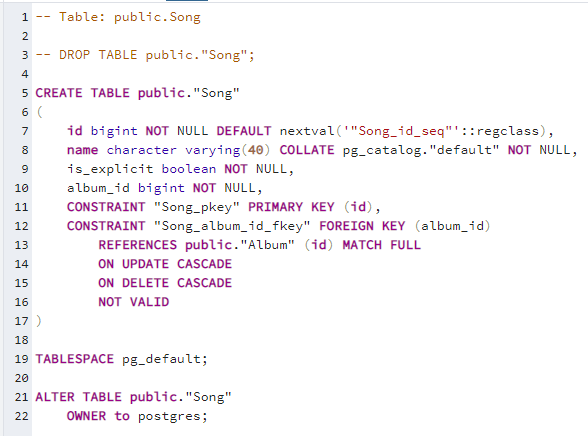 1 -- Table: public.Song
2
3 -- DROP TABLE public."Song";
4
5 CREATE TABLE public."Song"
6 (
7     id bigint NOT NULL DEFAULT nextval('"Song_id_seq"'::regclass),
8     name character varying(40) COLLATE pg_catalog."default" NOT NULL,
9     is_explicit boolean NOT NULL,
10     album_id bigint NOT NULL,
11     CONSTRAINT "Song_pkey" PRIMARY KEY (id),
12     CONSTRAINT "Song_album_id_fkey" FOREIGN KEY (album_id)
13         REFERENCES public."Album" (id) MATCH FULL
14         ON UPDATE CASCADE
15         ON DELETE CASCADE
16         NOT VALID
17 )
18
19 TABLESPACE pg_default;
20
21 ALTER TABLE public."Song"
22     OWNER to postgres;